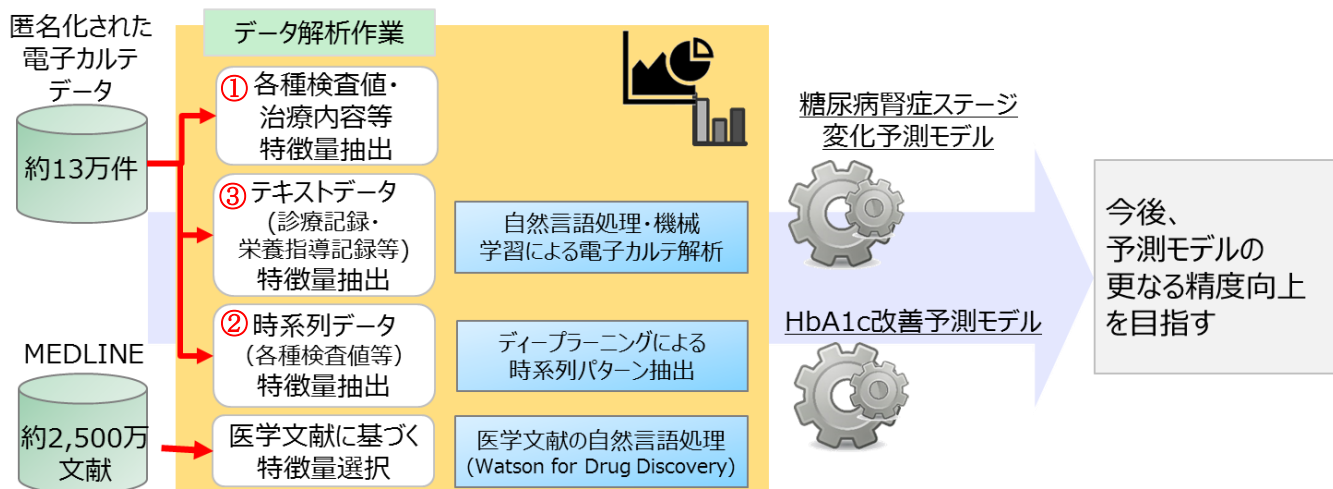 匿名化された
電子カルテ
データ
約13万件
MEDLINE
約2,500万
文献
データ解析作業
① 各種検査値・
治療内容等
特徴量抽出
③ テキストデータ
(診療記録・
栄養指導記録等)
特徴量抽出
② 時系列データ
(各種検査値等)
特徴量抽出
医学文献に基づく
特徴量選択
自然言語処理・機械
学習による電子カルテ解析
ディープラーニングによる
時系列パターン抽出
医学文献の自然言語処理
(Watson for Drug Discovery)
糖尿病腎症ステージ
変化予測モデル
HbA1c改善予測モデル
今後、
予測モデルの
更なる精度向上
を目指す